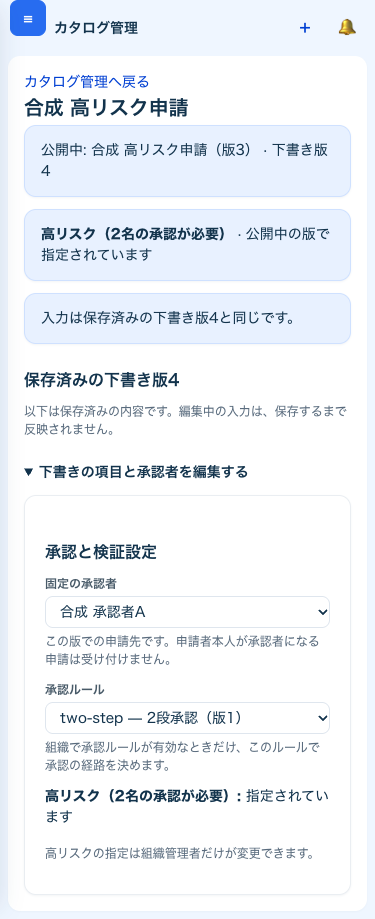 ≡ カタログ管理 + 🔔
カタログ管理へ戻る
合成 高リスク申請
公開中: 合成 高リスク申請（版3） · 下書き版
4
高リスク（2名の承認が必要） · 公開中の版で
指定されています
入力は保存済みの下書き版4と同じです。
保存済みの下書き版4
以下は保存済みの内容です。編集中の入力は、保存するまで
反映されません。
▼ 下書きの項目と承認者を編集する
承認と検証設定
固定の承認者
合成 承認者A
この版での申請先です。申請者本人が承認者になる
申請は受け付けません。
承認ルール
two-step — 2段承認（版1）
組織で承認ルールが有効なときだけ、このルールで
承認の経路を決めます。
高リスク（2名の承認が必要）: 指定されてい
ます
高リスクの指定は組織管理者だけが変更できます。